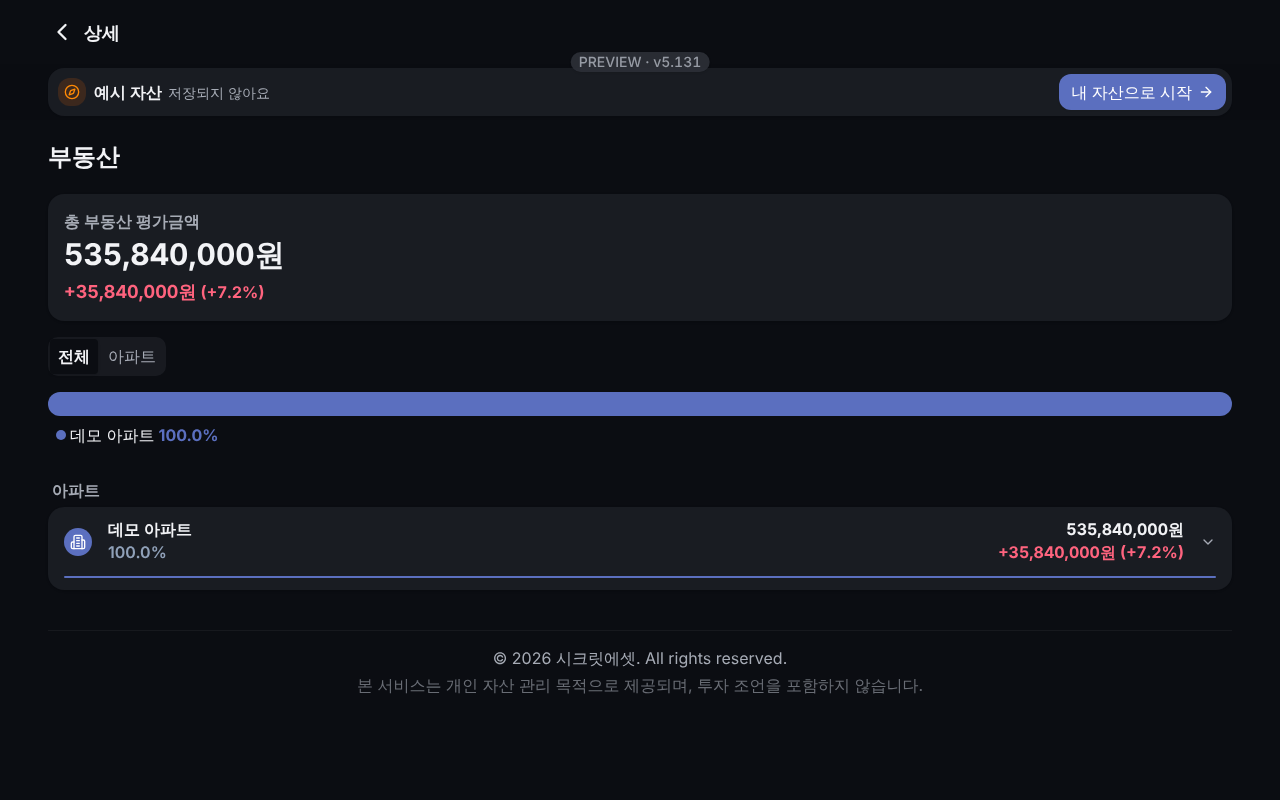 상세
PREVIEW · v5.131
예시 자산 저장되지 않아요
내 자산으로 시작 →
부동산
총 부동산 평가금액
535,840,000원
+35,840,000원 (+7.2%)
전체 아파트
데모 아파트 100.0%
아파트
데모 아파트 535,840,000원
100.0% +35,840,000원 (+7.2%)
© 2026 시크릿에셋. All rights reserved.
본 서비스는 개인 자산 관리 목적으로 제공되며, 투자 조언을 포함하지 않습니다.